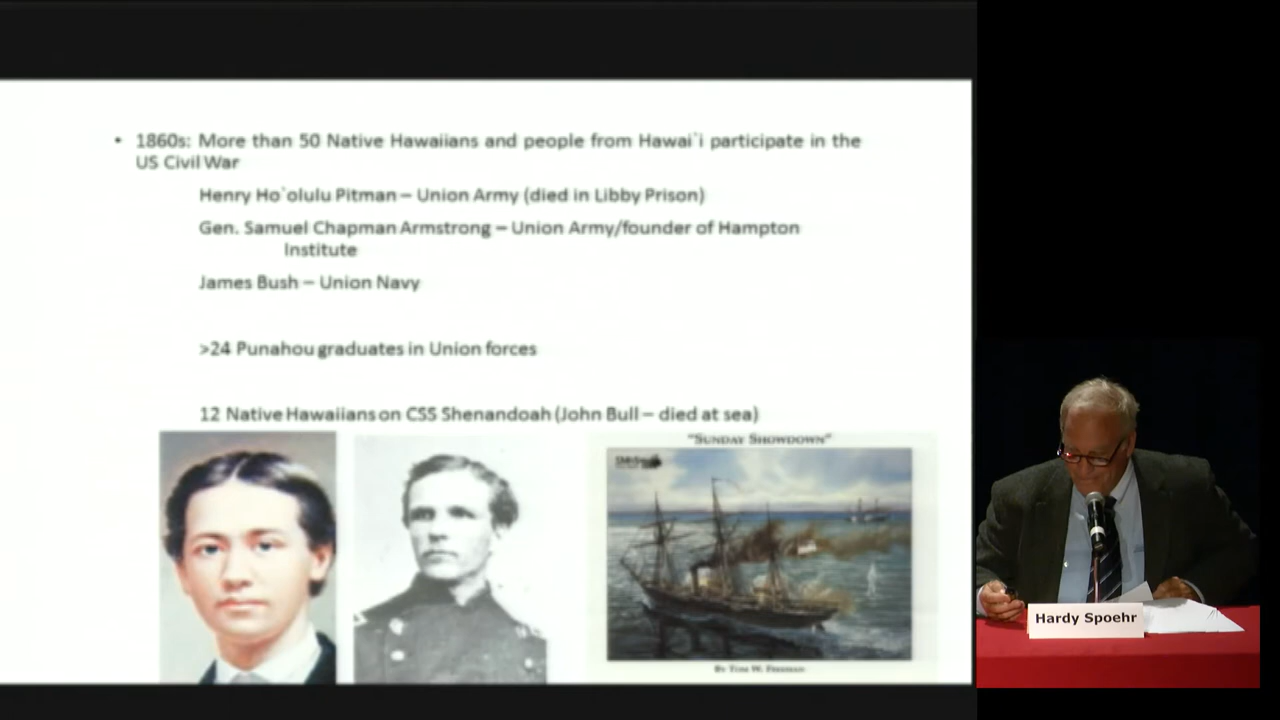 • 1860s: More than 50 Native Hawaiians and people from Hawai`i participate in the
US Civil War
Henry Ho`olulu Pitman – Union Army (died in Libby Prison)
Gen. Samuel Chapman Armstrong – Union Army/founder of Hampton
Institute
James Bush – Union Navy
>24 Punahou graduates in Union forces
12 Native Hawaiians on CSS Shenandoah (John Bull – died at sea)
"SUNDAY SHOWDOWN"
By Tom W. Freeman
Hardy Spoehr